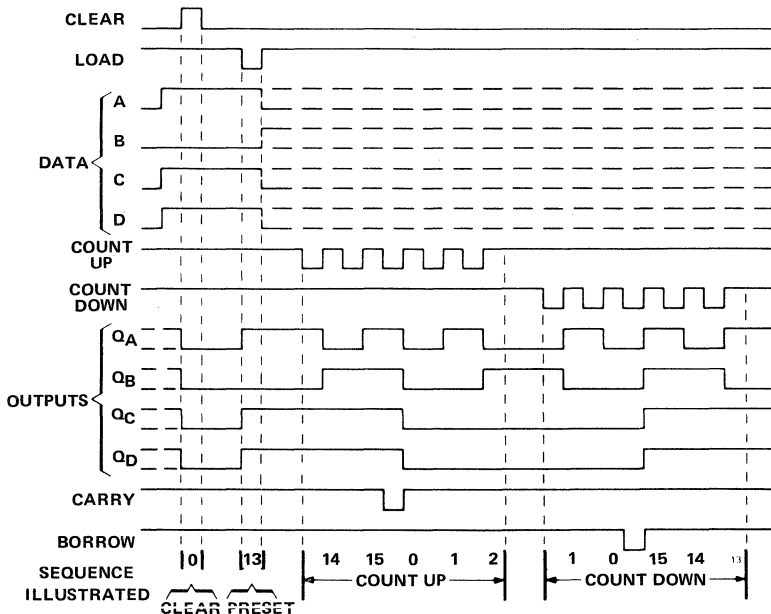 CLEAR
LOAD
A
B
DATA
C
D
COUNT
UP
COUNT
DOWN
QA
QB
OUTPUTS
QC
QD
CARRY
BORROW
0 13 14 15 0 1 2 1 0 15 14 13
SEQUENCE
ILLUSTRATED
COUNT UP COUNT DOWN
CLEAR PRESET